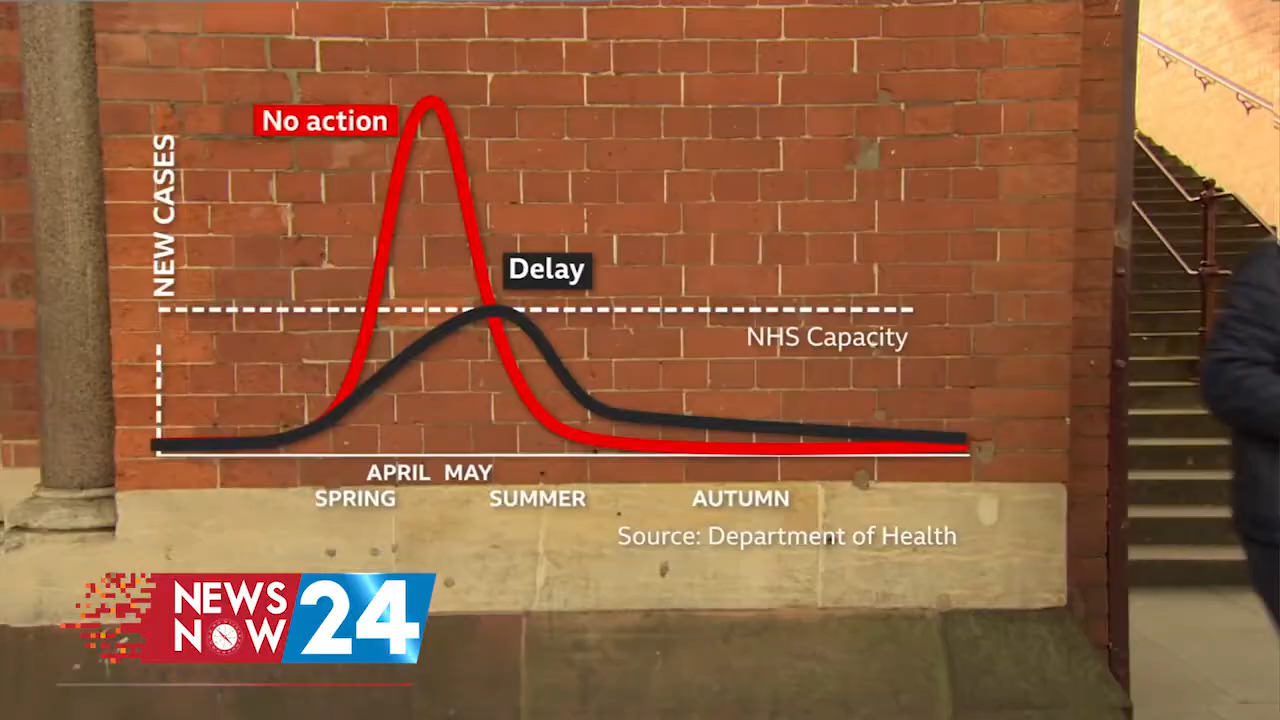 No action
NEW CASES
Delay
NHS Capacity
APRIL MAY
SPRING SUMMER AUTUMN
Source: Department of Health
NEWS
NOW
24